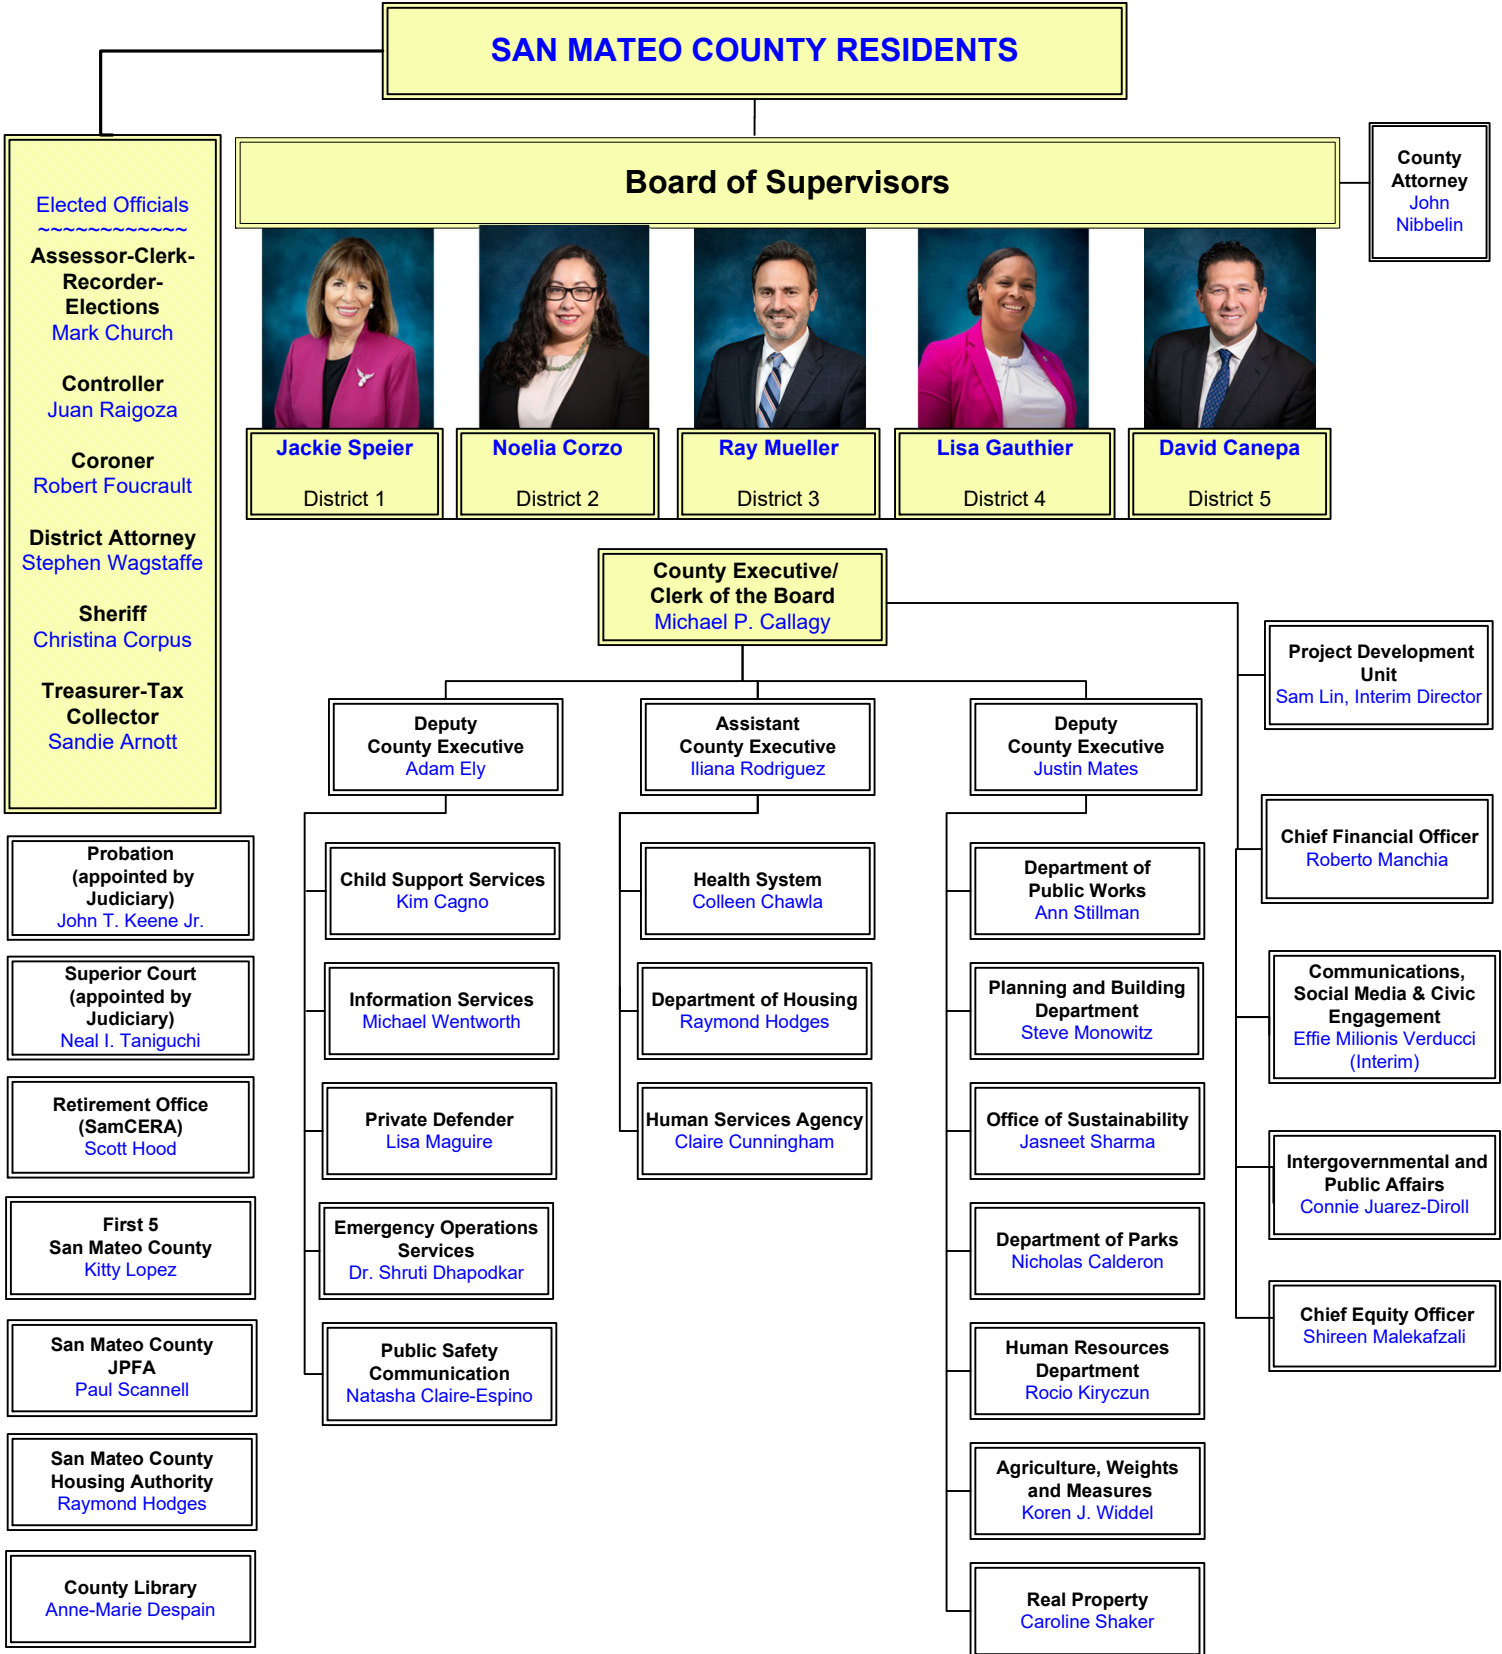 SAN MATEO COUNTY RESIDENTS
Elected Officials
~~~~~~~~~~~~
Assessor-Clerk-
Recorder-
Elections
Mark Church
Controller
Juan Raigoza
Coroner
Robert Foucrault
District Attorney
Stephen Wagstaffe
Sheriff
Christina Corpus
Treasurer-Tax
Collector
Sandie Arnott
Board of Supervisors
County
Attorney
John
Nibbelin
Jackie Speier
District 1
Noelia Corzo
District 2
Ray Mueller
District 3
Lisa Gauthier
District 4
David Canepa
District 5
County Executive/
Clerk of the Board
Michael P. Callagy
Deputy
County Executive
Adam Ely
Child Support Services
Kim Cagno
Information Services
Michael Wentworth
Private Defender
Lisa Maguire
Emergency Operations
Services
Dr. Shruti Dhapodkar
Public Safety
Communication
Natasha Claire-Espino
Assistant
County Executive
Iliana Rodriguez
Health System
Colleen Chawla
Department of Housing
Raymond Hodges
Human Services Agency
Claire Cunningham
Deputy
County Executive
Justin Mates
Department of
Public Works
Ann Stillman
Planning and Building
Department
Steve Monowitz
Office of Sustainability
Jasneet Sharma
Department of Parks
Nicholas Calderon
Human Resources
Department
Rocio Kiryczun
Agriculture, Weights
and Measures
Koren J. Widdel
Real Property
Caroline Shaker
Project Development
Unit
Sam Lin, Interim Director
Chief Financial Officer
Roberto Manchia
Communications,
Social Media & Civic
Engagement
Effie Milionis Verducci
(Interim)
Intergovernmental and
Public Affairs
Connie Juarez-Diroll
Chief Equity Officer
Shireen Malekafzali
Probation
(appointed by
Judiciary)
John T. Keene Jr.
Superior Court
(appointed by
Judiciary)
Neal I. Taniguchi
Retirement Office
(SamCERA)
Scott Hood
First 5
San Mateo County
Kitty Lopez
San Mateo County
JPFA
Paul Scannell
San Mateo County
Housing Authority
Raymond Hodges
County Library
Anne-Marie Despain